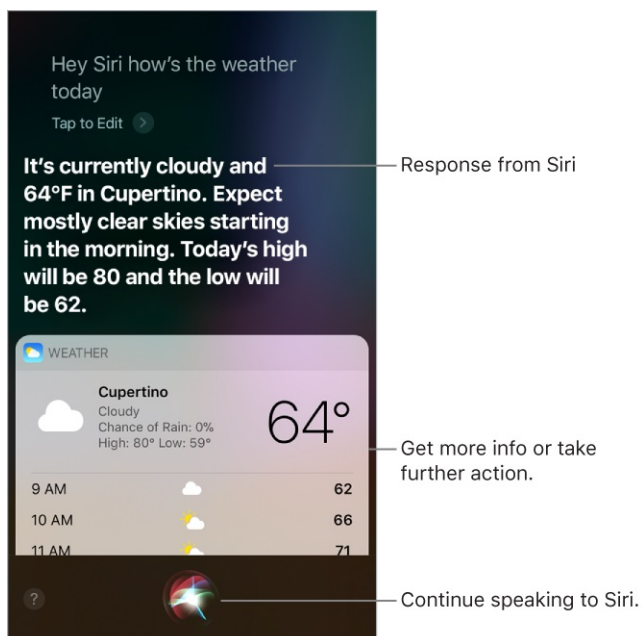 Hey Siri how's the weather
today
Tap to Edit
It's currently cloudy and
64°F in Cupertino. Expect
mostly clear skies starting
in the morning. Today's high
will be 80 and the low will
be 62.
Response from Siri
WEATHER
Cupertino
Cloudy
Chance of Rain: 0%
High: 80° Low: 59°
64°
Get more info or take
further action.
9 AM 62
10 AM 66
11 AM 71
?
Continue speaking to Siri.